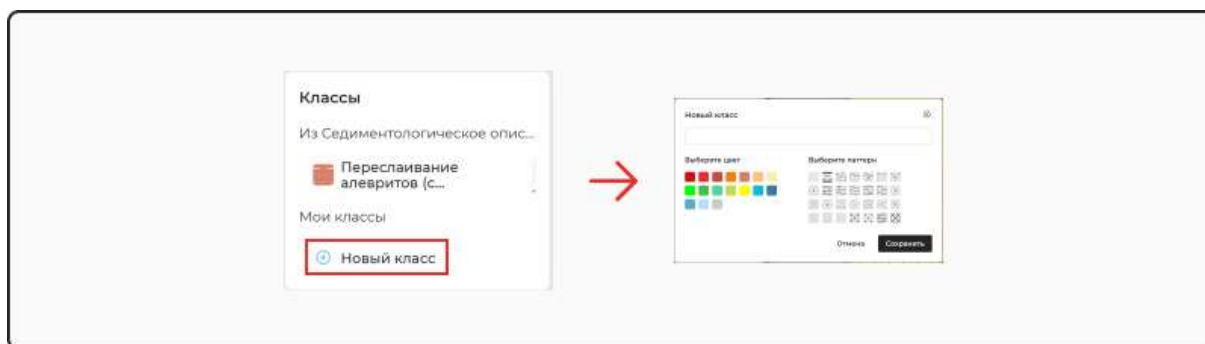 Классы
Из Седиментологическое опис...
Переслаивание
алевритов (с...
Мои классы
Новый класс
Новый класс
Выберите цвет
Выберите паттерн
Отмена
Сохранить